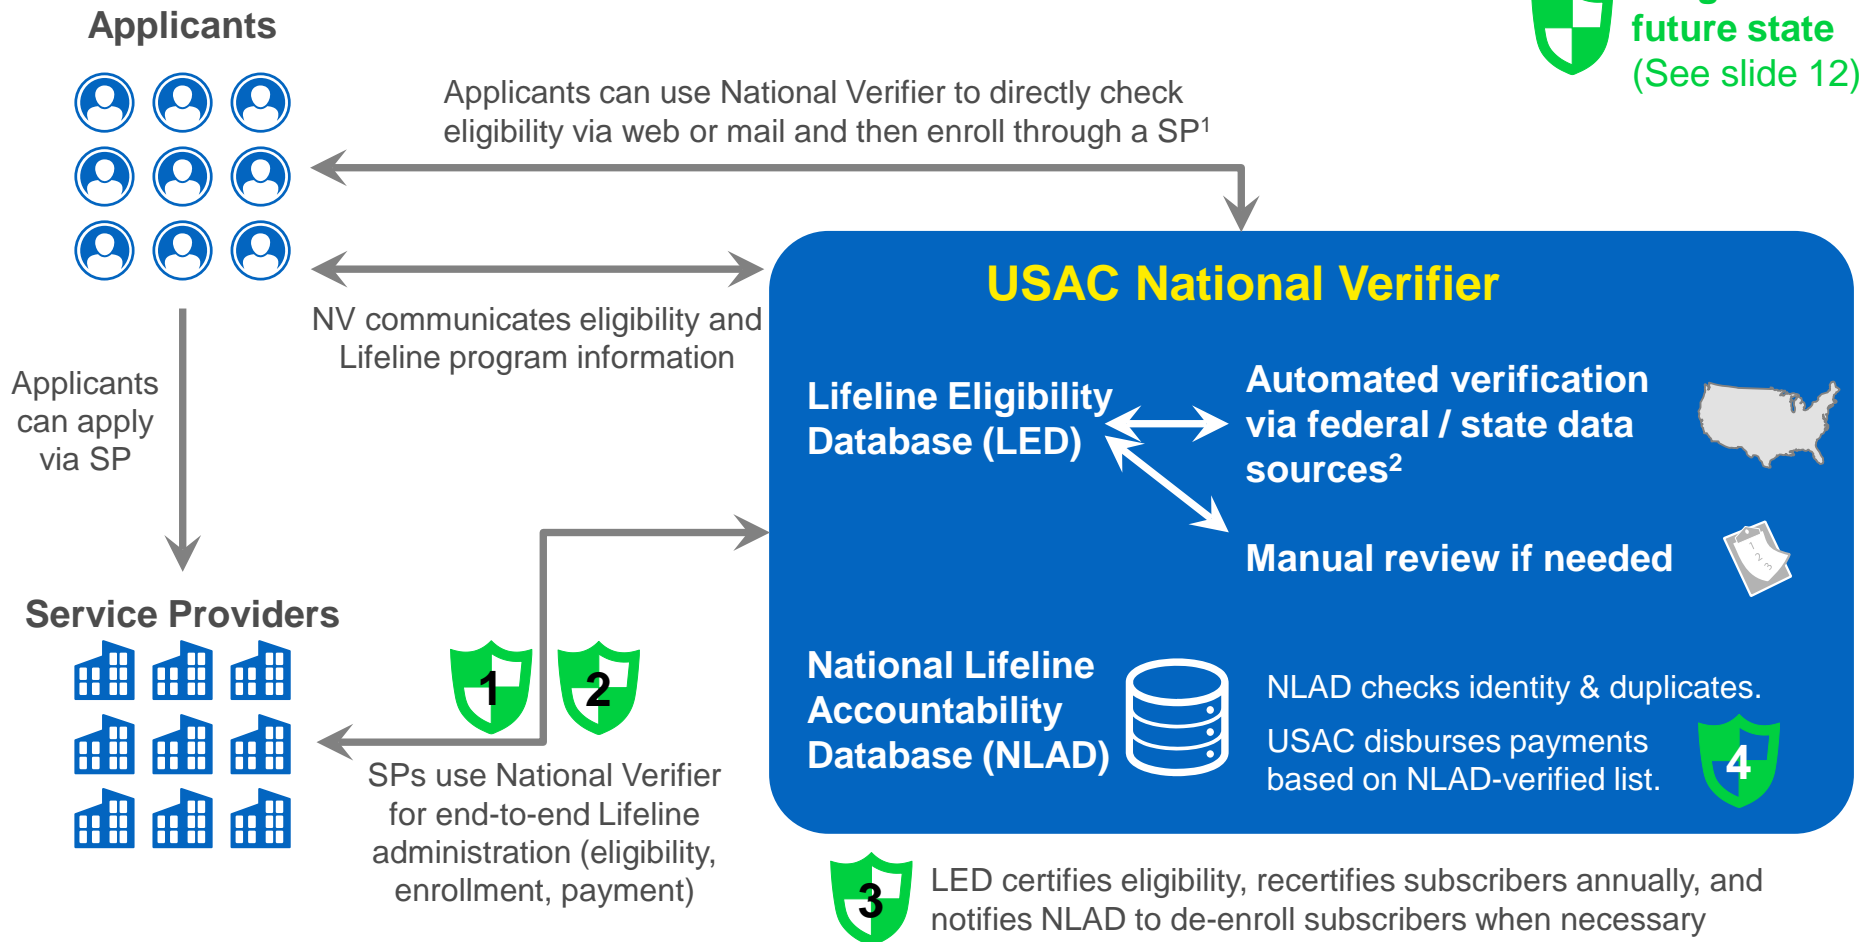 Applicants
future state
(See slide 12)
Applicants can use National Verifier to directly check
eligibility via web or mail and then enroll through a SP¹
NV communicates eligibility and
Lifeline program information
Applicants
can apply
via SP
USAC National Verifier
Lifeline Eligibility
Database (LED)
Automated verification
via federal / state data
sources²
Manual review if needed
1
2
3
Service Providers
1
2
SPs use National Verifier
for end-to-end Lifeline
administration (eligibility,
enrollment, payment)
National Lifeline
Accountability
Database (NLAD)
NLAD checks identity & duplicates.
USAC disburses payments
based on NLAD-verified list.
4
3
LED certifies eligibility, recertifies subscribers annually, and
notifies NLAD to de-enroll subscribers when necessary